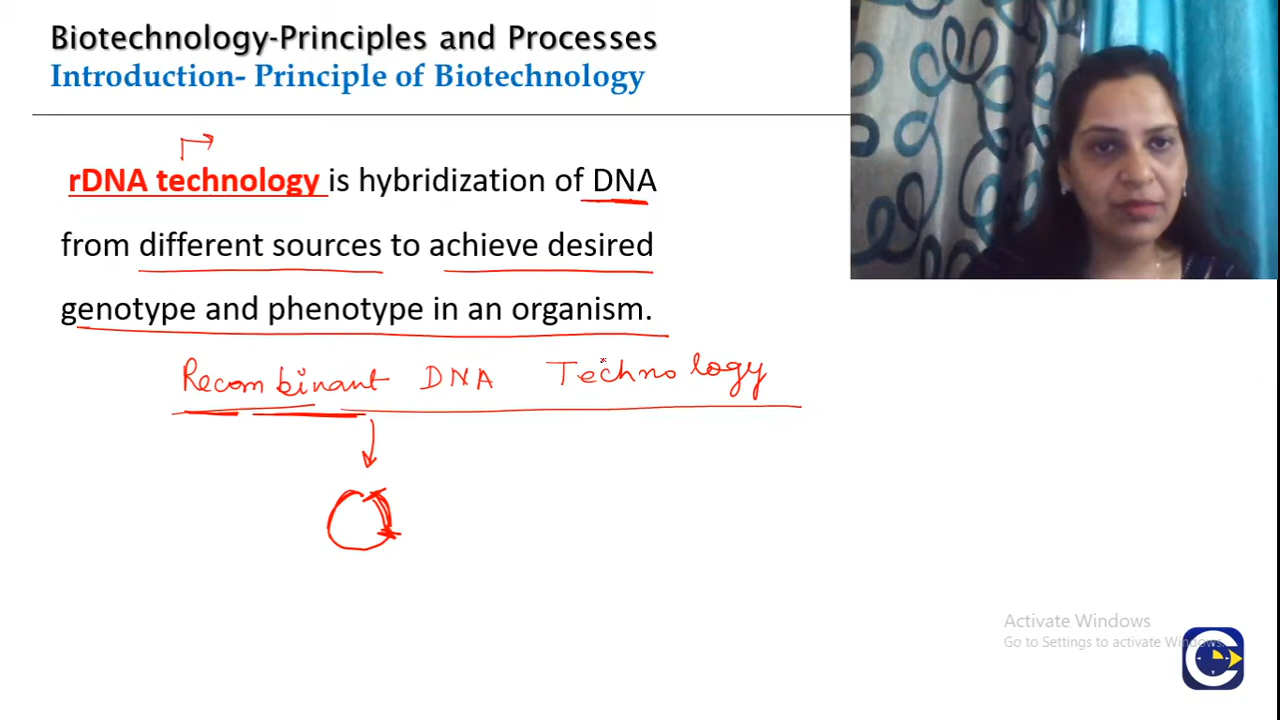 Biotechnology-Principles and Processes
Introduction- Principle of Biotechnology
rDNA technology is hybridization of DNA
from different sources to achieve desired
genotype and phenotype in an organism.
Recombinant DNA Technology
Activate Windows
Go to Settings to activate Windows.